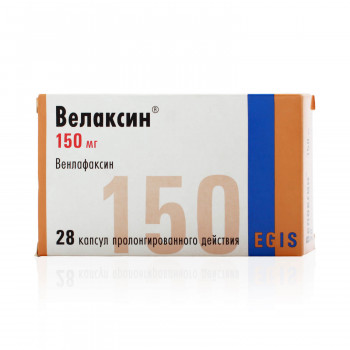 Велаксин®
150 мг
Венлафаксин
150
28 капсул пролонгированного действия
EGIS